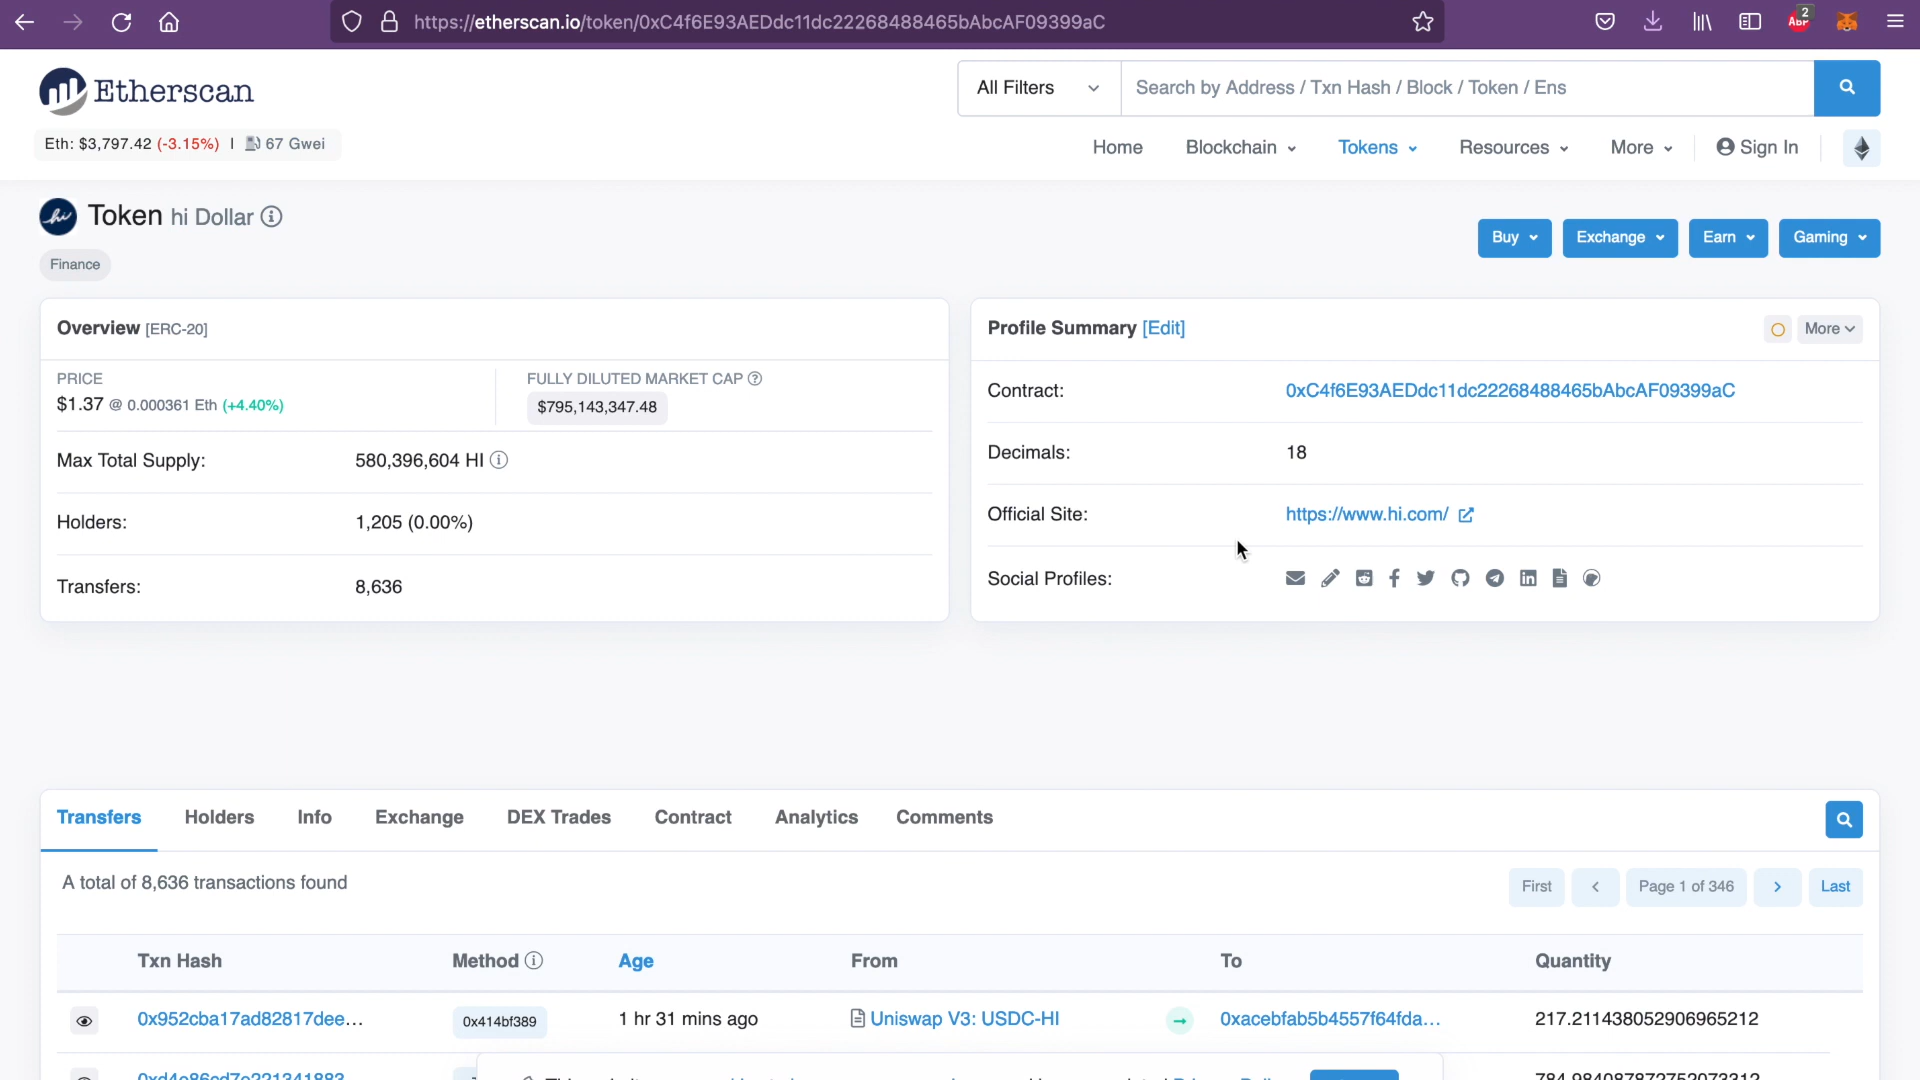 https://etherscan.io/token/0xC4f6E93AEDdc11dc22268488465bAbcAF09399aC
ABP 2
Etherscan
All Filters
Search by Address / Txn Hash / Block / Token / Ens
Eth: $3,797.42 (-3.15%) | 67 Gwei
Home Blockchain Tokens Resources More Sign In
hi Token hi Dollar
Finance
Buy Exchange Earn Gaming
Overview [ERC-20]
PRICE
$1.37 @ 0.000361 Eth (+4.40%)
FULLY DILUTED MARKET CAP
$795,143,347.48
Max Total Supply: 580,396,604 HI
Holders: 1,205 (0.00%)
Transfers: 8,636
Profile Summary [Edit]
More
Contract: 0xC4f6E93AEDdc11dc22268488465bAbcAF09399aC
Decimals: 18
Official Site: https://www.hi.com/
Social Profiles:
Transfers Holders Info Exchange DEX Trades Contract Analytics Comments
A total of 8,636 transactions found
First Page 1 of 346 Last
Txn Hash Method Age From To Quantity
0x952cba17ad82817dee... 0x414bf389 1 hr 31 mins ago Uniswap V3: USDC-HI 0xacebfab5b4557f64fda... 217.211438052906965212